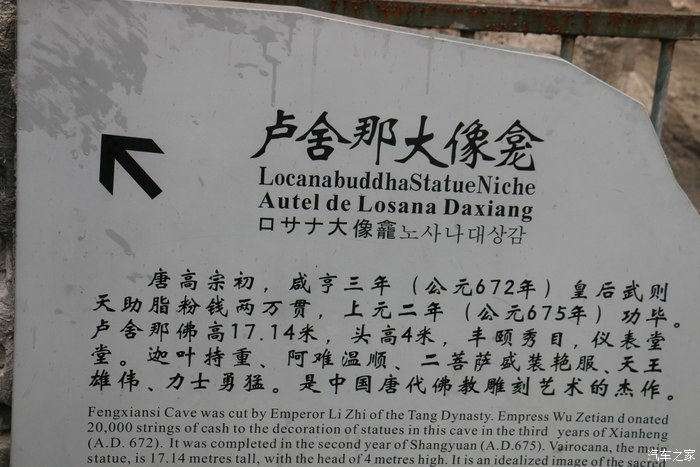 卢舍那大像龛
LocanabuddhaStatueNiche
Autel de Losana Daxiang
ロサナ大像龕노사나대상감
唐高宗初，咸亨三年（公元672年）皇后武则
天助脂粉钱两万贯，上元二年（公元675年）功毕。
卢舍那佛高17.14米，头高4米，丰颐秀目，仪表堂
堂。迦叶持重、阿难温顺、二菩萨盛装艳服、天王
雄伟、力士勇猛。是中国唐代佛教雕刻艺术的杰作。
Fengxiansi Cave was cut by Emperor Li Zhi of the Tang Dynasty. Empress Wu Zetian donated
20,000 strings of cash to the decoration of statues in this cave in the third years of Xianheng
(A.D. 672). It was completed in the second year of Shangyuan (A.D.675). Vairocana, the main
statue, is 17.14 metres tall, with the head of 4 metres high. It is an idealized image of the sacred
汽车之家